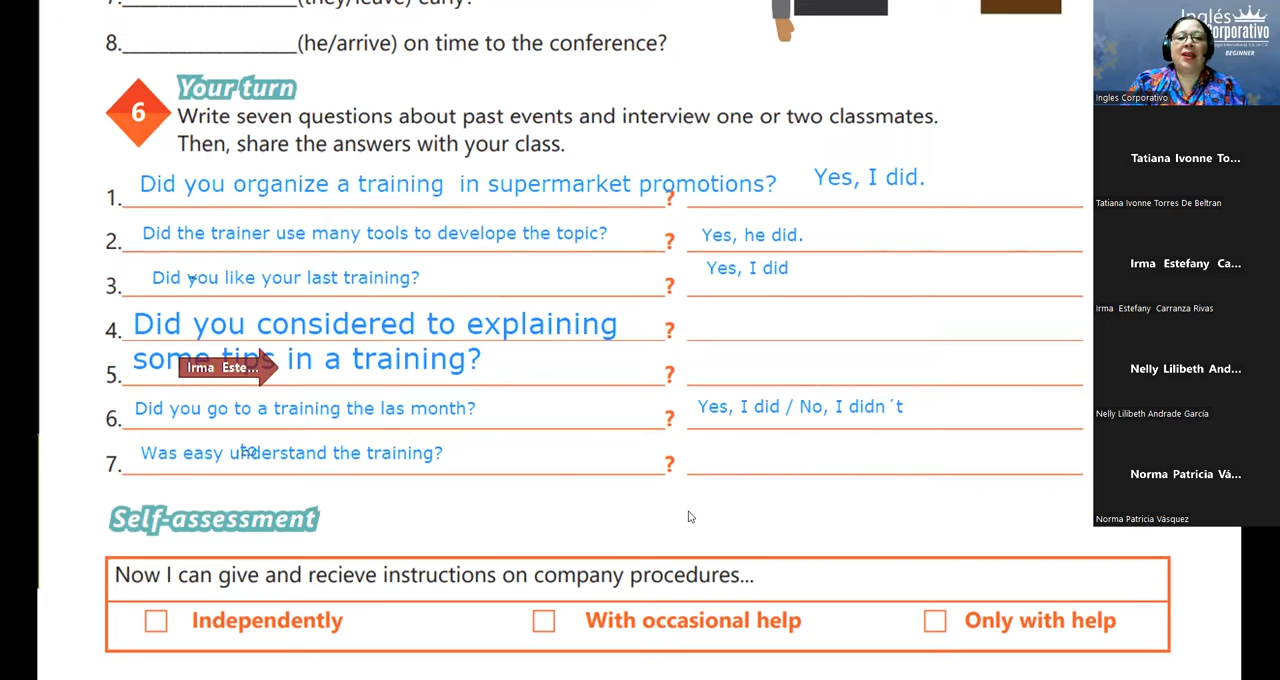 7.________________(they/leave) early?
8.________________(he/arrive) on time to the conference?
6
Your turn
Write seven questions about past events and interview one or two classmates.
Then, share the answers with your class.
1. Did you organize a training in supermarket promotions? ? Yes, I did.
2. Did the trainer use many tools to develope the topic? ? Yes, he did.
3. Did you like your last training? ? Yes, I did
4. Did you considered to explaining ?
5. some tips in a training? ?
Irma Este...
6. Did you go to a training the las month? ? Yes, I did / No, I didn´t
7. Was easy understand the training? ?
to
Self-assessment
Now I can give and recieve instructions on company procedures...
Independently
With occasional help
Only with help
Inglés
Corporativo
BEGINNER
Ingles Corporativo
Tatiana Ivonne To...
Tatiana Ivonne Torres De Beltran
Irma Estefany Ca...
Irma Estefany Carranza Rivas
Nelly Lilibeth And...
Nelly Lilibeth Andrade García
Norma Patricia Vá...
Norma Patricia Vásquez